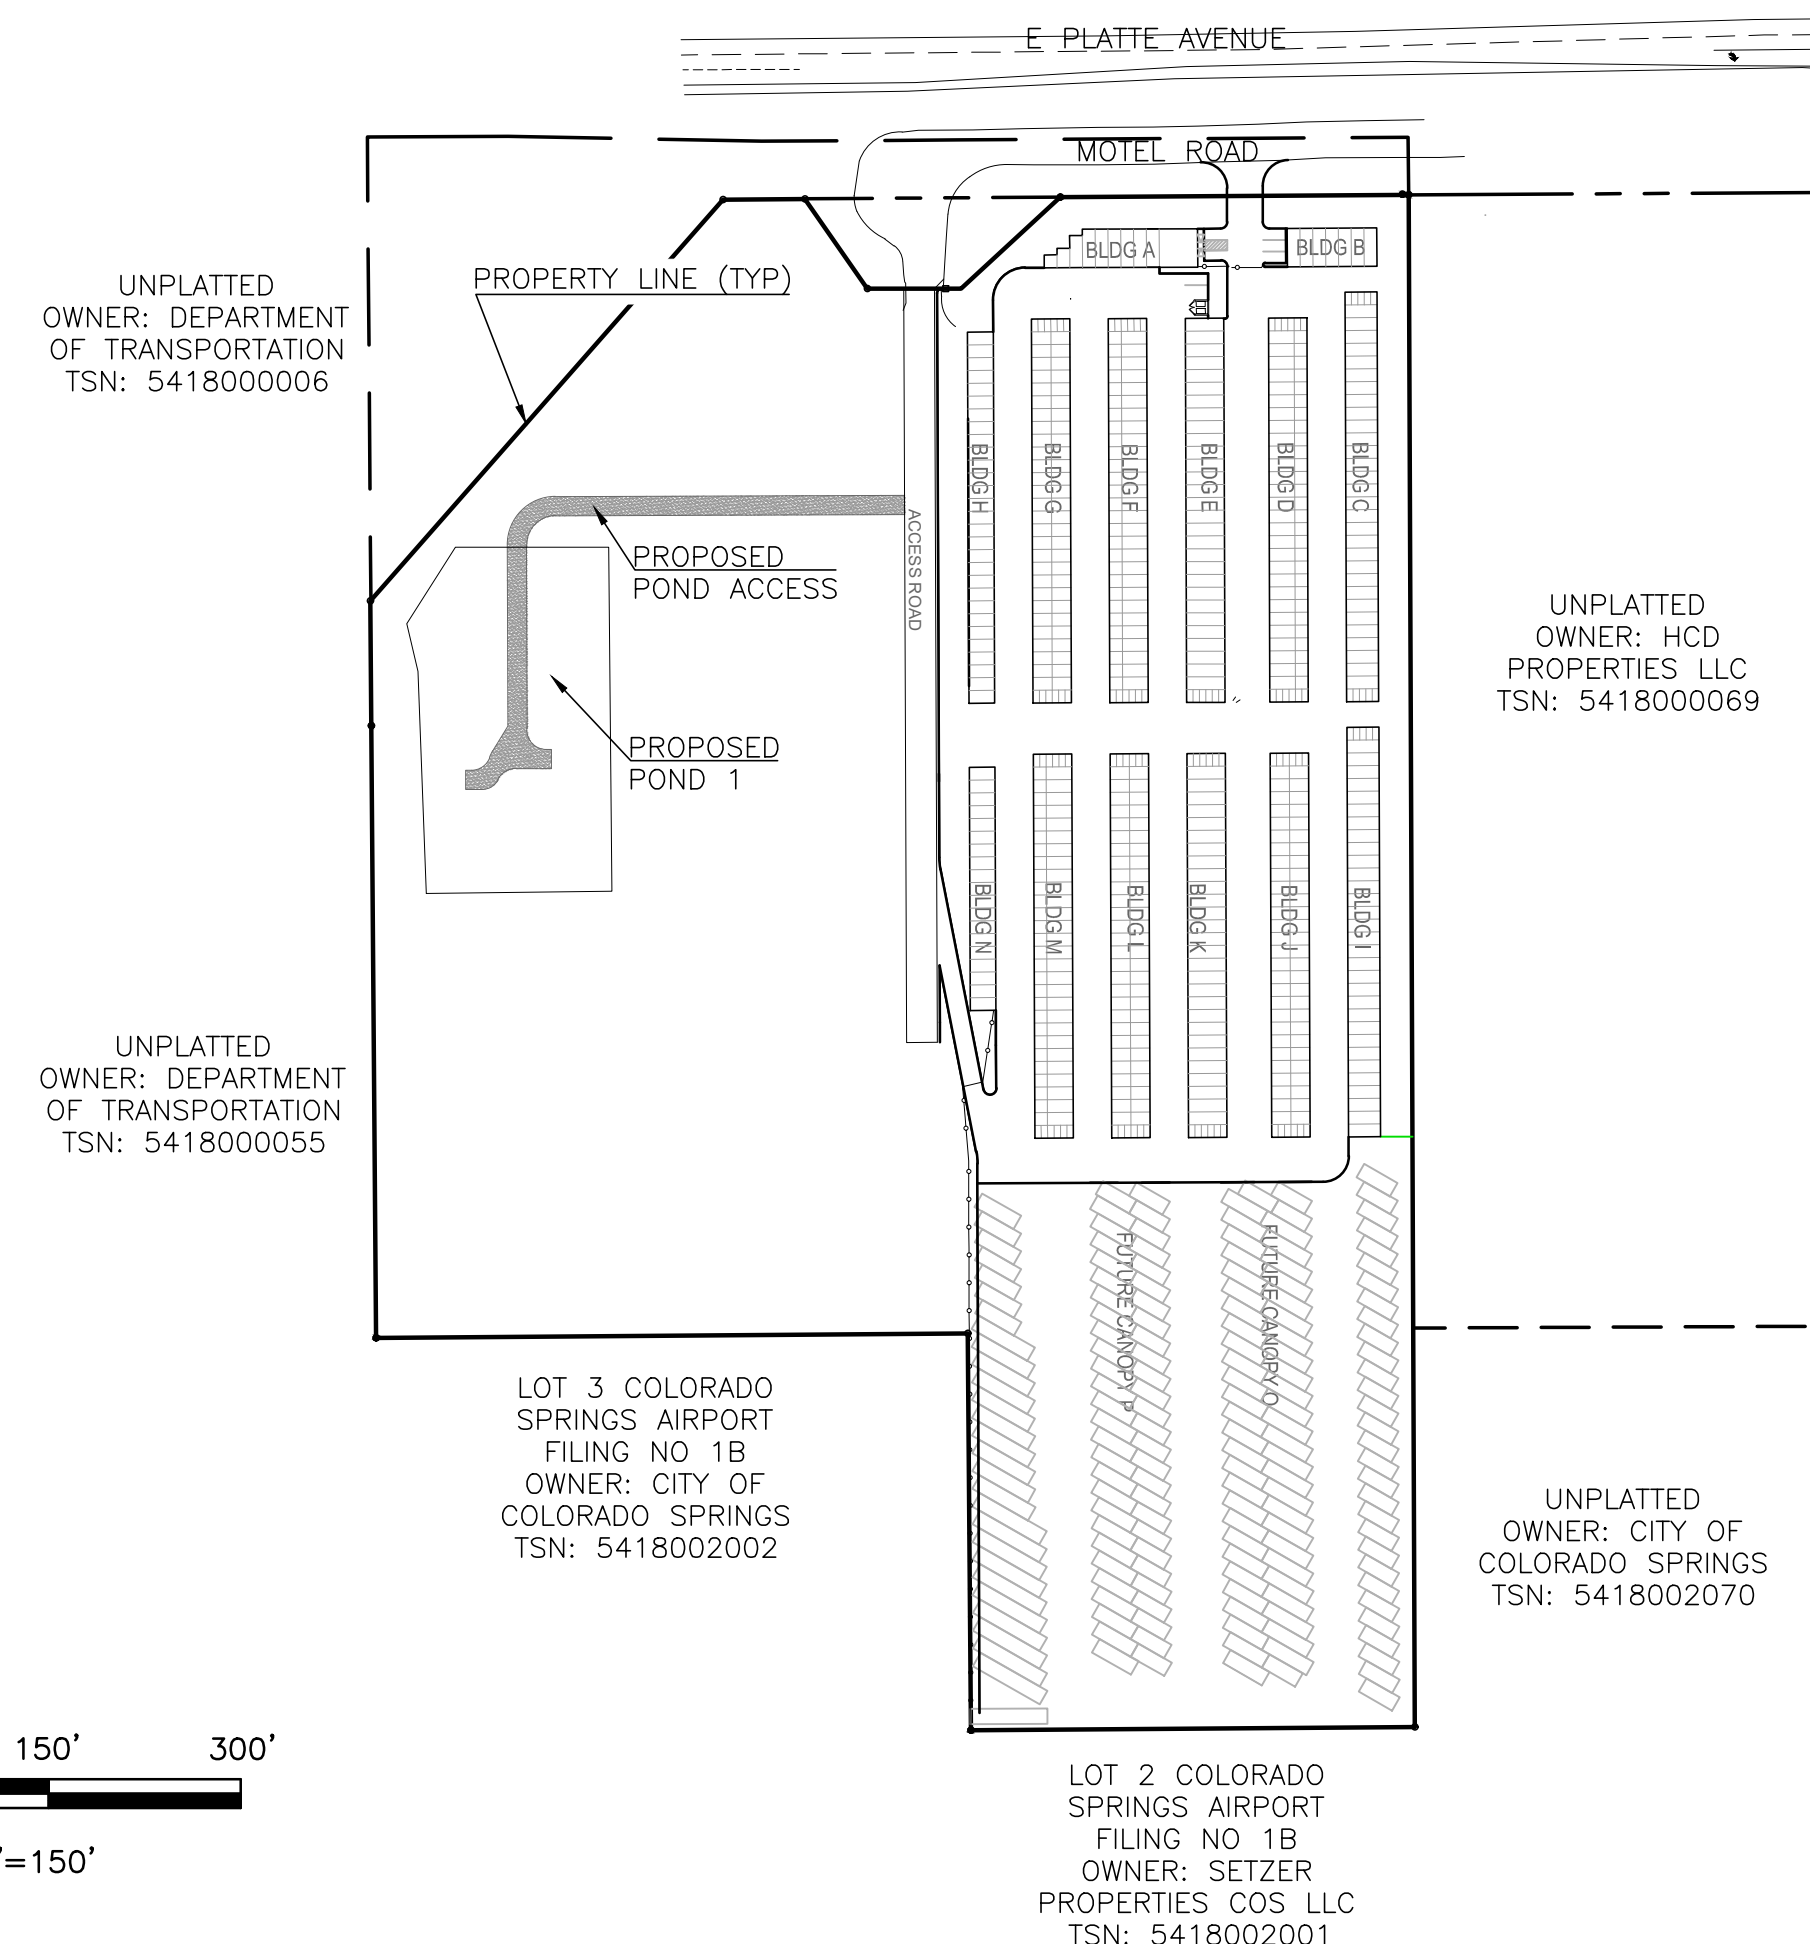 E PLATTE AVENUE
MOTEL ROAD
BLDG A
BLDG B
PROPERTY LINE (TYP)
UNPLATTED
OWNER: DEPARTMENT
OF TRANSPORTATION
TSN: 5418000006
BLDG H
BLDG G
BLDG F
BLDG E
BLDG D
BLDG C
ACCESS ROAD
PROPOSED
POND ACCESS
UNPLATTED
OWNER: HCD
PROPERTIES LLC
TSN: 5418000069
PROPOSED
POND 1
BLDG N
BLDG M
BLDG L
BLDG K
BLDG J
BLDG I
UNPLATTED
OWNER: DEPARTMENT
OF TRANSPORTATION
TSN: 5418000055
FUTURE CANOPY P
FUTURE CANOPY O
LOT 3 COLORADO
SPRINGS AIRPORT
FILING NO 1B
OWNER: CITY OF
COLORADO SPRINGS
TSN: 5418002002
UNPLATTED
OWNER: CITY OF
COLORADO SPRINGS
TSN: 5418002070
150' 300'
'=150'
LOT 2 COLORADO
SPRINGS AIRPORT
FILING NO 1B
OWNER: SETZER
PROPERTIES COS LLC
TSN: 5418002001